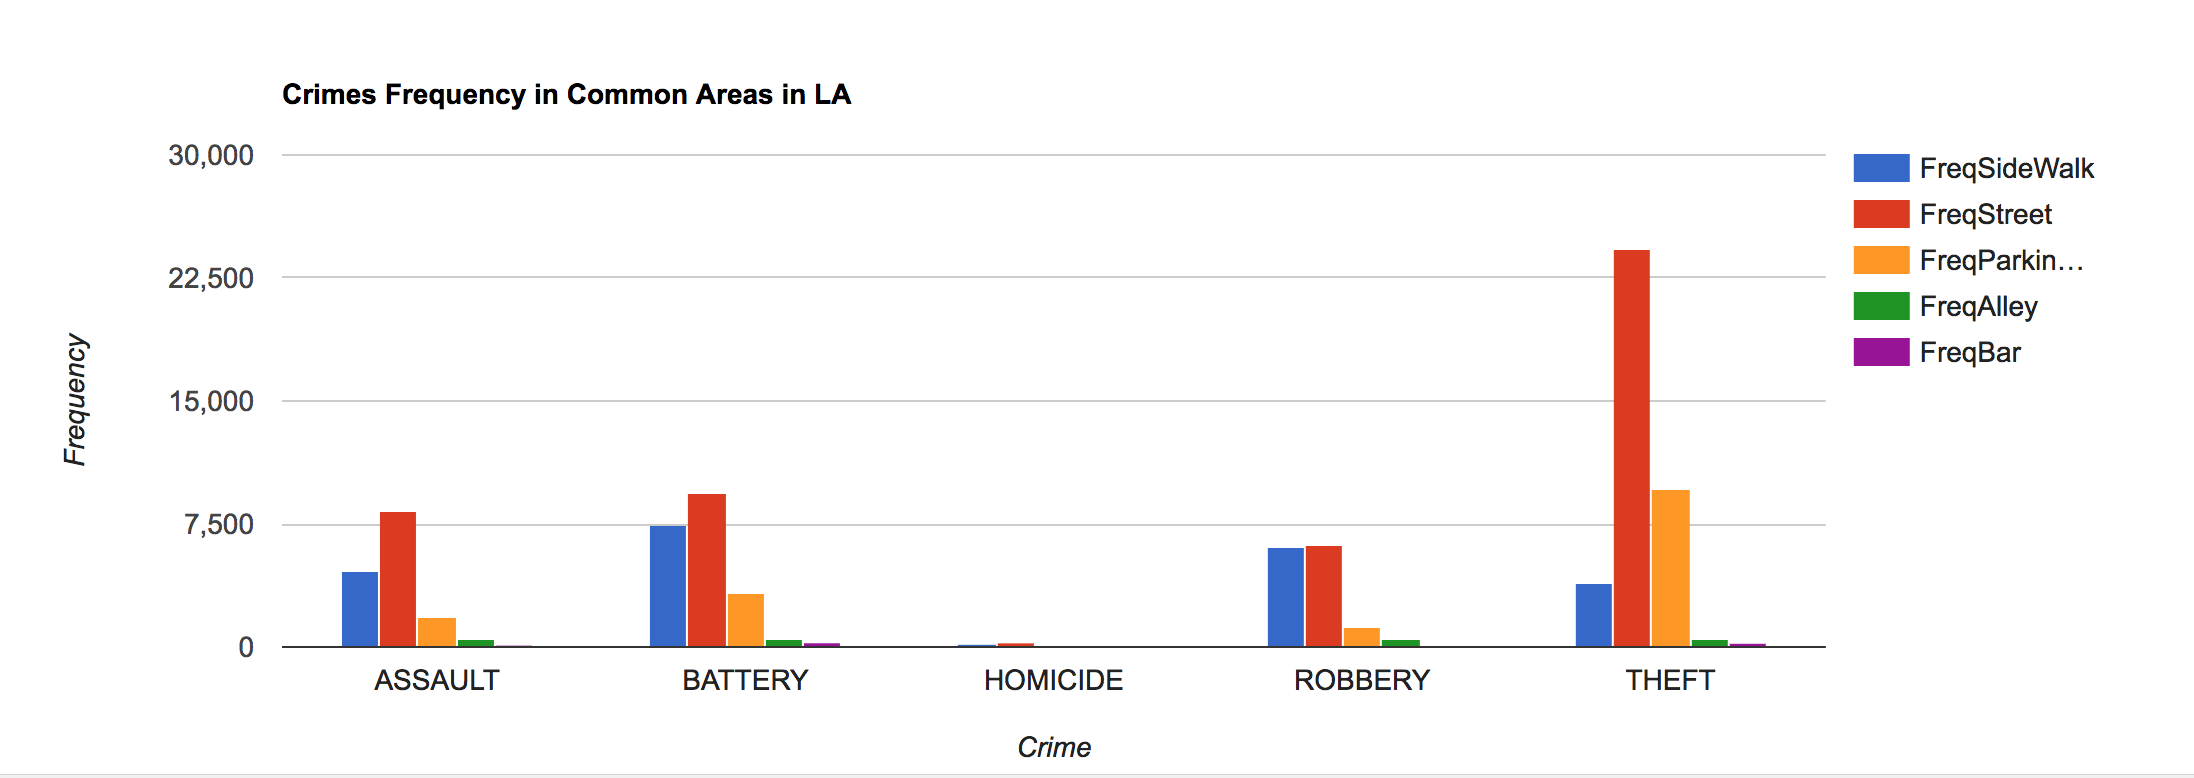 Crimes Frequency in Common Areas in LA
30,000
22,500
15,000
7,500
0
Frequency
ASSAULT
BATTERY
HOMICIDE
ROBBERY
THEFT
Crime
FreqSideWalk
FreqStreet
FreqParkin…
FreqAlley
FreqBar